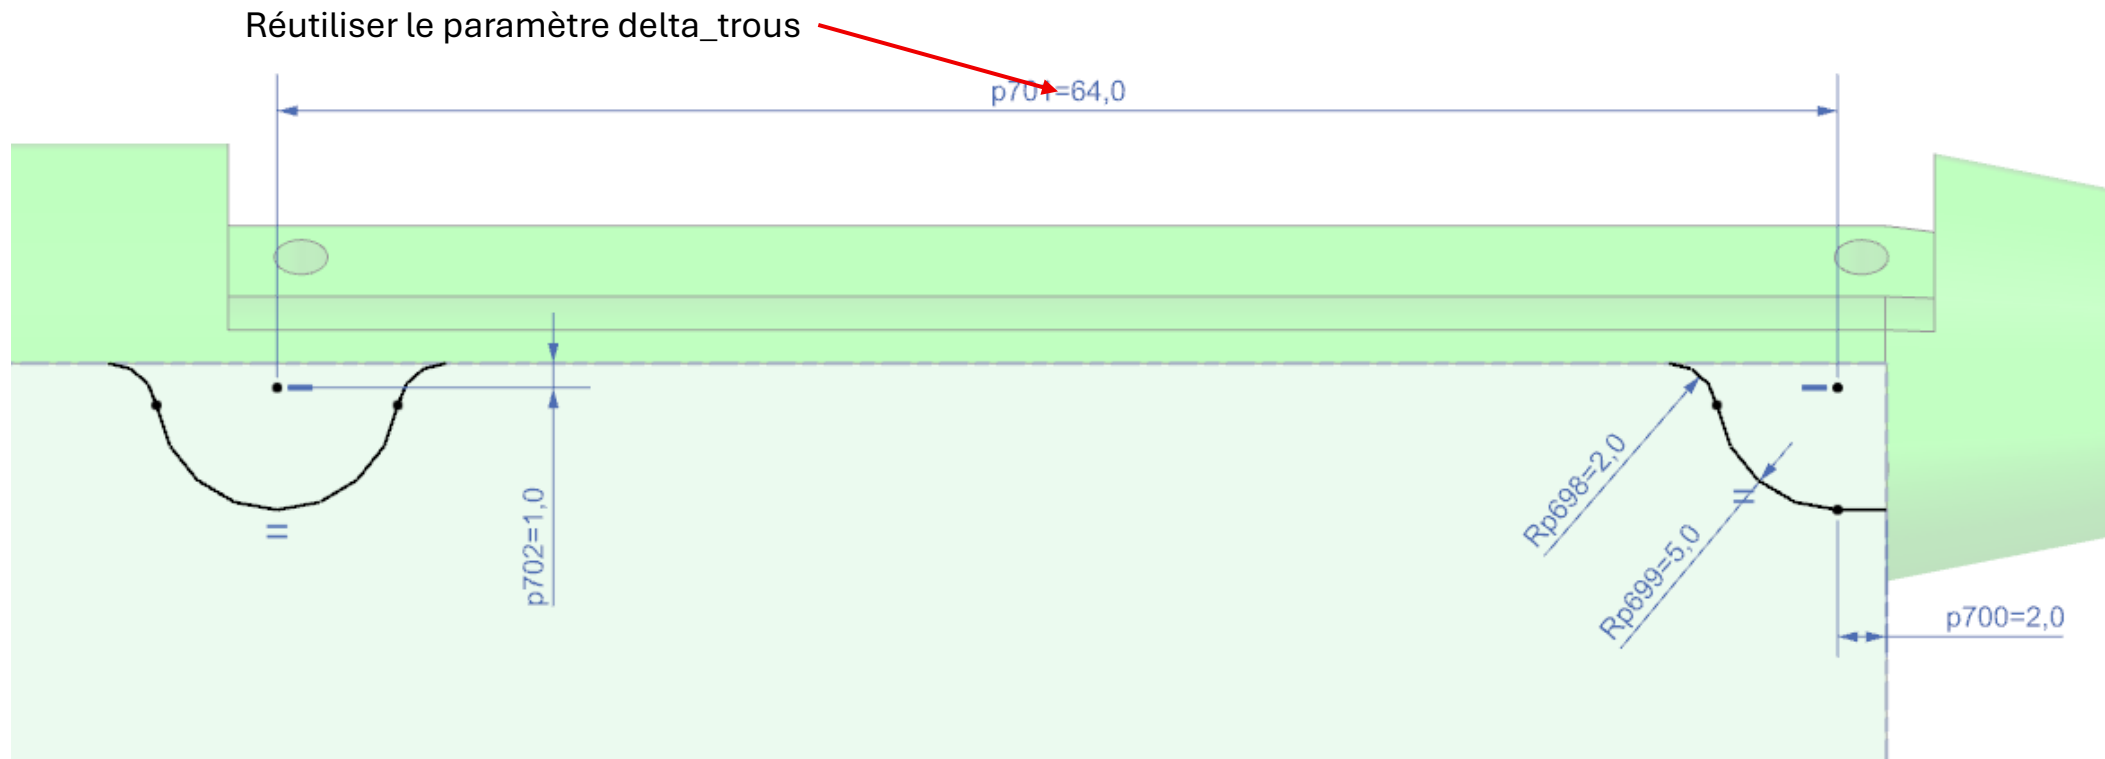 Réutiliser le paramètre delta_trous
p701=64,0
p702=1,0
Rp698=2,0
Rp699=5,0
p700=2,0